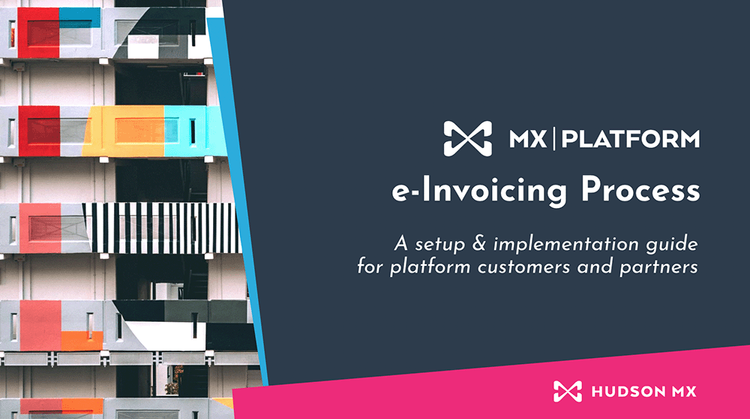 MX|PLATFORM
e-Invoicing Process
A setup & implementation guide
for platform customers and partners
HUDSON MX